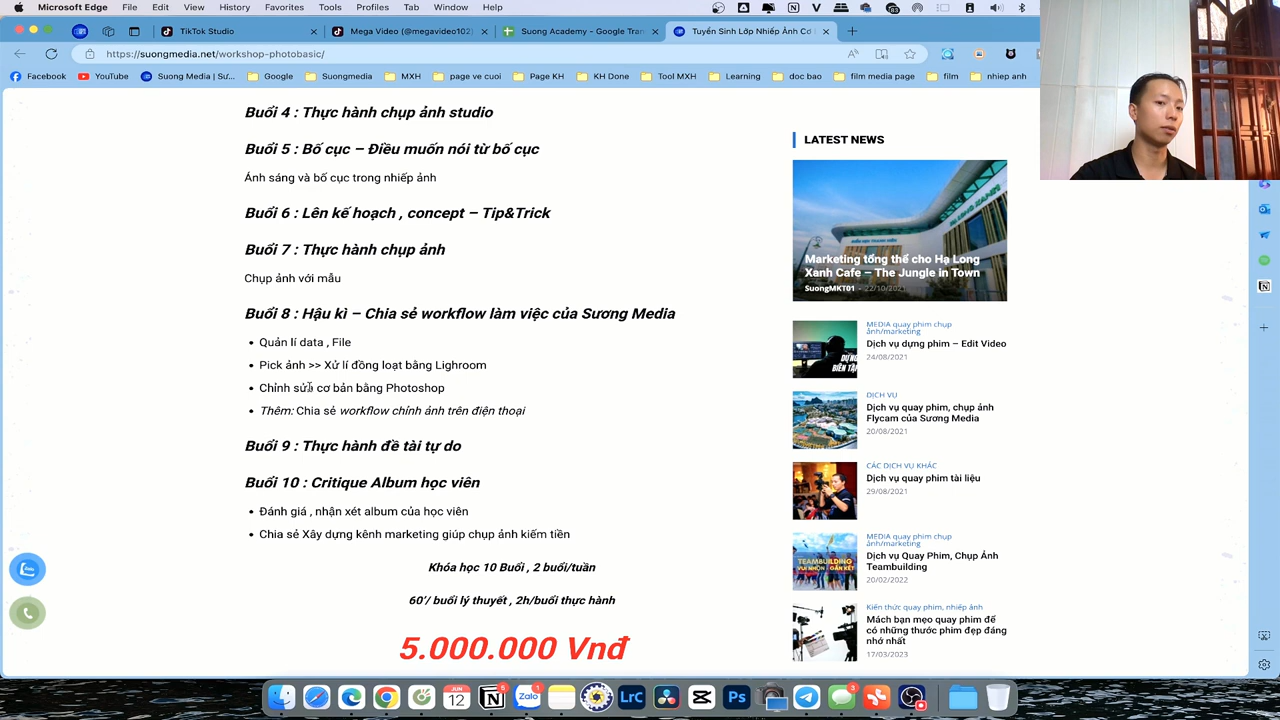 Microsoft Edge File Edit View History Favorites Tools Profiles Tab Window Help
TikTok Studio
Mega Video (@megavideo102)
Suong Academy - Google Tran
Tuyển Sinh Lớp Nhiếp Ảnh Cơ
https://suongmedia.net/workshop-photobasic/
Facebook YouTube Suong Media | Sư... Google Suongmedia MXH page ve cuoi Page KH KH Done Tool MXH Learning doc bao film media page film nhiep anh
Buổi 4 : Thực hành chụp ảnh studio
Buổi 5 : Bố cục – Điều muốn nói từ bố cục
Ánh sáng và bố cục trong nhiếp ảnh
Buổi 6 : Lên kế hoạch , concept – Tip&Trick
Buổi 7 : Thực hành chụp ảnh
Chụp ảnh với mẫu
Buổi 8 : Hậu kì – Chia sẻ workflow làm việc của Sương Media
Quản lí data , File
Pick ảnh >> Xử lí đồng loạt bằng Lighroom
Chỉnh sửa cơ bản bằng Photoshop
Thêm: Chia sẻ workflow chỉnh ảnh trên điện thoại
Buổi 9 : Thực hành đề tài tự do
Buổi 10 : Critique Album học viên
Đánh giá , nhận xét album của học viên
Chia sẻ Xây dựng kênh marketing giúp chụp ảnh kiếm tiền
Khóa học 10 Buổi , 2 buổi/tuần
60’/ buổi lý thuyết , 2h/buổi thực hành
5.000.000 Vnđ
LATEST NEWS
Marketing tổng thể cho Hạ Long
Xanh Cafe – The Jungle in Town
SuongMKT01 - 22/10/2021
MEDIA quay phim chụp
ảnh/marketing
Dịch vụ dựng phim – Edit Video
24/08/2021
DỊCH VỤ
Dịch vụ quay phim, chụp ảnh
Flycam của Sương Media
20/08/2021
CÁC DỊCH VỤ KHÁC
Dịch vụ quay phim tài liệu
29/08/2021
MEDIA quay phim chụp
ảnh/marketing
Dịch Vụ Quay Phim, Chụp Ảnh
Teambuilding
20/02/2022
TEAMBUILDING
Kiến thức quay phim, nhiếp ảnh
Mách bạn mẹo quay phim để
có những thước phim đẹp đáng
nhớ nhất
17/03/2023
Zalo
JUN
12
Zalo
1
LrC
Ps
3